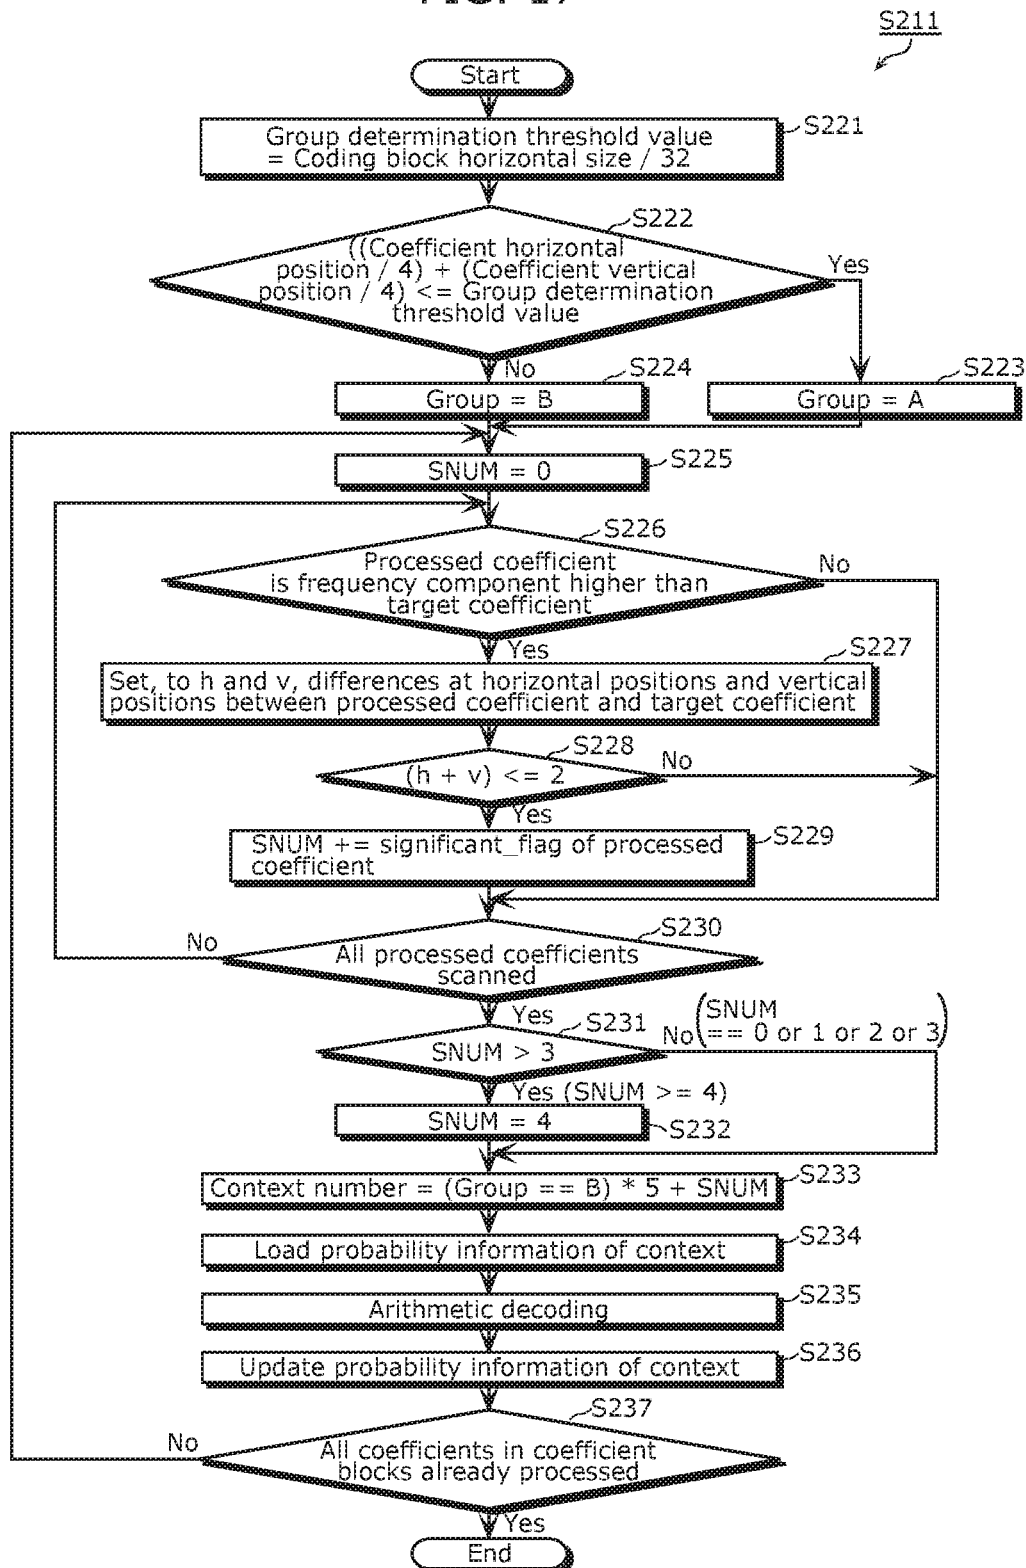 S211
Start
S221
Group determination threshold value
= Coding block horizontal size / 32
S222
((Coefficient horizontal
position / 4) + (Coefficient vertical
position / 4) <= Group determination
threshold value
Yes
No
S224
Group = B
S223
Group = A
S225
SNUM = 0
S226
Processed coefficient
is frequency component higher than
target coefficient
No
Yes
S227
Set, to h and v, differences at horizontal positions and vertical
positions between processed coefficient and target coefficient
S228
(h + v) <= 2
No
Yes
S229
SNUM += significant_flag of processed
coefficient
S230
All processed coefficients
scanned
No
Yes
S231
SNUM > 3
No (SNUM
== 0 or 1 or 2 or 3)
Yes (SNUM >= 4)
SNUM = 4
S232
S233
Context number = (Group == B) * 5 + SNUM
S234
Load probability information of context
S235
Arithmetic decoding
S236
Update probability information of context
S237
All coefficients in coefficient
blocks already processed
No
Yes
End